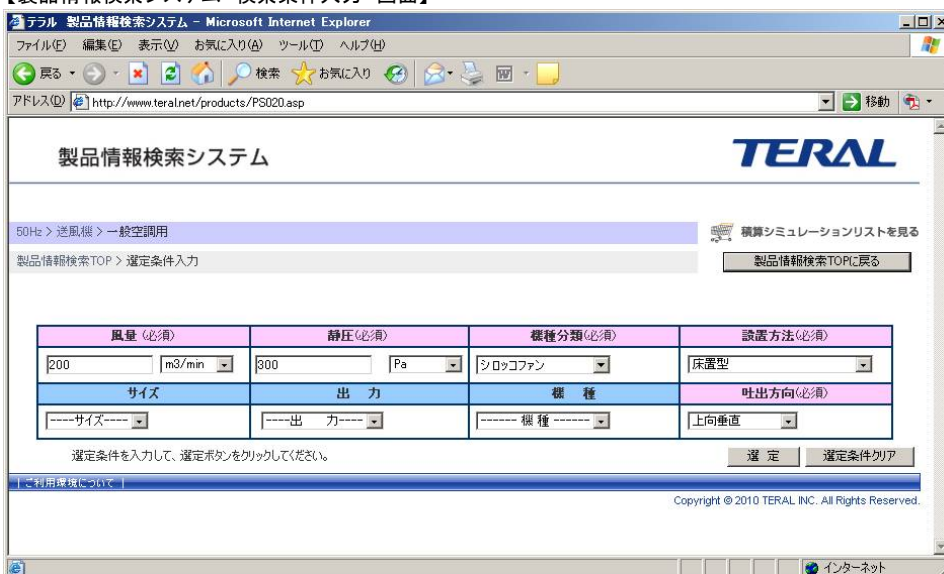 【製品情報検索システム 検索条件入力 画面】
テラル 製品情報検索システム - Microsoft Internet Explorer
ファイル(F) 編集(E) 表示(V) お気に入り(A) ツール(T) ヘルプ(H)
戻る 検索 お気に入り
アドレス(D) http://www.teral.net/products/PS020.asp 移動
製品情報検索システム TERAL
50Hz > 送風機 > 一般空調用 積算シミュレーションリストを見る
製品情報検索TOP > 選定条件入力 製品情報検索TOPに戻る
風量 (必須) 静圧(必須) 機種分類(必須) 設置方法(必須)
200 m3/min 300 Pa シロッコファン 床置型
サイズ 出 力 機 種 吐出方向(必須)
----サイズ---- ----出 力---- ------ 機 種 ------ 上向垂直
選定条件を入力して、選定ボタンをクリックしてください。 選 定 選定条件クリア
| ご利用環境について |
Copyright © 2010 TERAL INC. All Rights Reserved.
インターネット